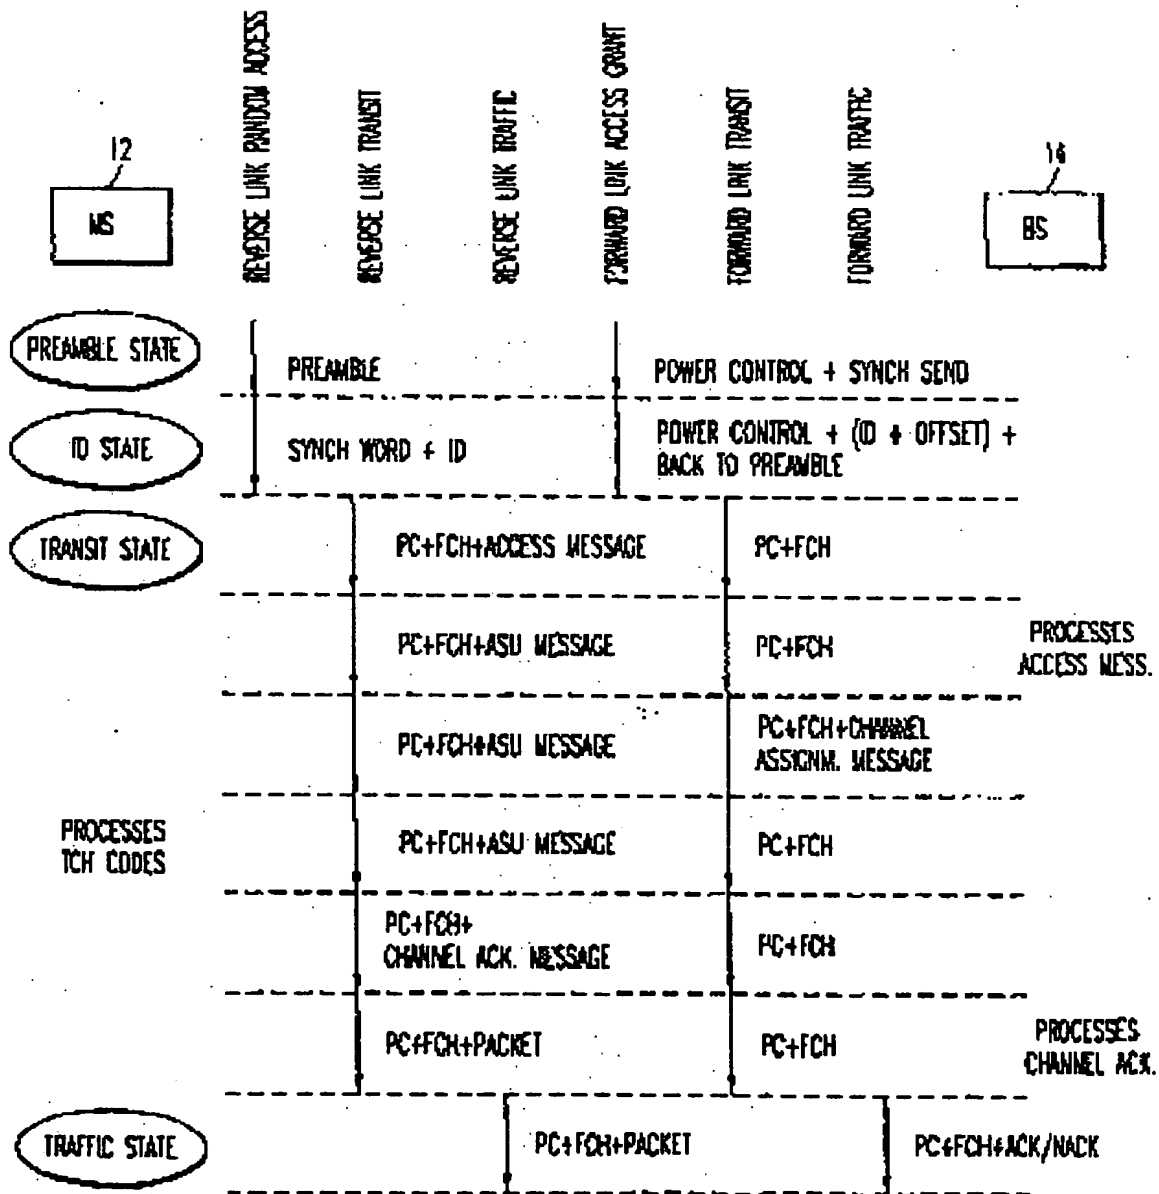 REVERSE LINK RANDOM ACCESS
REVERSE LINK TRANSIT
REVERSE LINK TRAFFIC
FORWARD LINK ACCESS GRANT
FORWARD LINK TRANSIT
FORWARD LINK TRAFFIC
12
MS
BS
PREAMBLE STATE
PREAMBLE
POWER CONTROL + SYNCH SEND
ID STATE
SYNCH WORD + ID
POWER CONTROL + (ID + OFFSET) +
BACK TO PREAMBLE
TRANSIT STATE
PC+FCH+ACCESS MESSAGE
PC+FCH
PC+FCH+ASU MESSAGE
PC+FCH
PROCESSES
ACCESS MESS.
PC+FCH+ASU MESSAGE
PC+FCH+CHANNEL
ASSIGNM. MESSAGE
PROCESSES
TCH CODES
PC+FCH+ASU MESSAGE
PC+FCH
PC+FCH+
CHANNEL ACK. MESSAGE
PC+FCH
PC+FCH+PACKET
PC+FCH
PROCESSES
CHANNEL ACK.
TRAFFIC STATE
PC+FCH+PACKET
PC+FCH+ACK/NACK